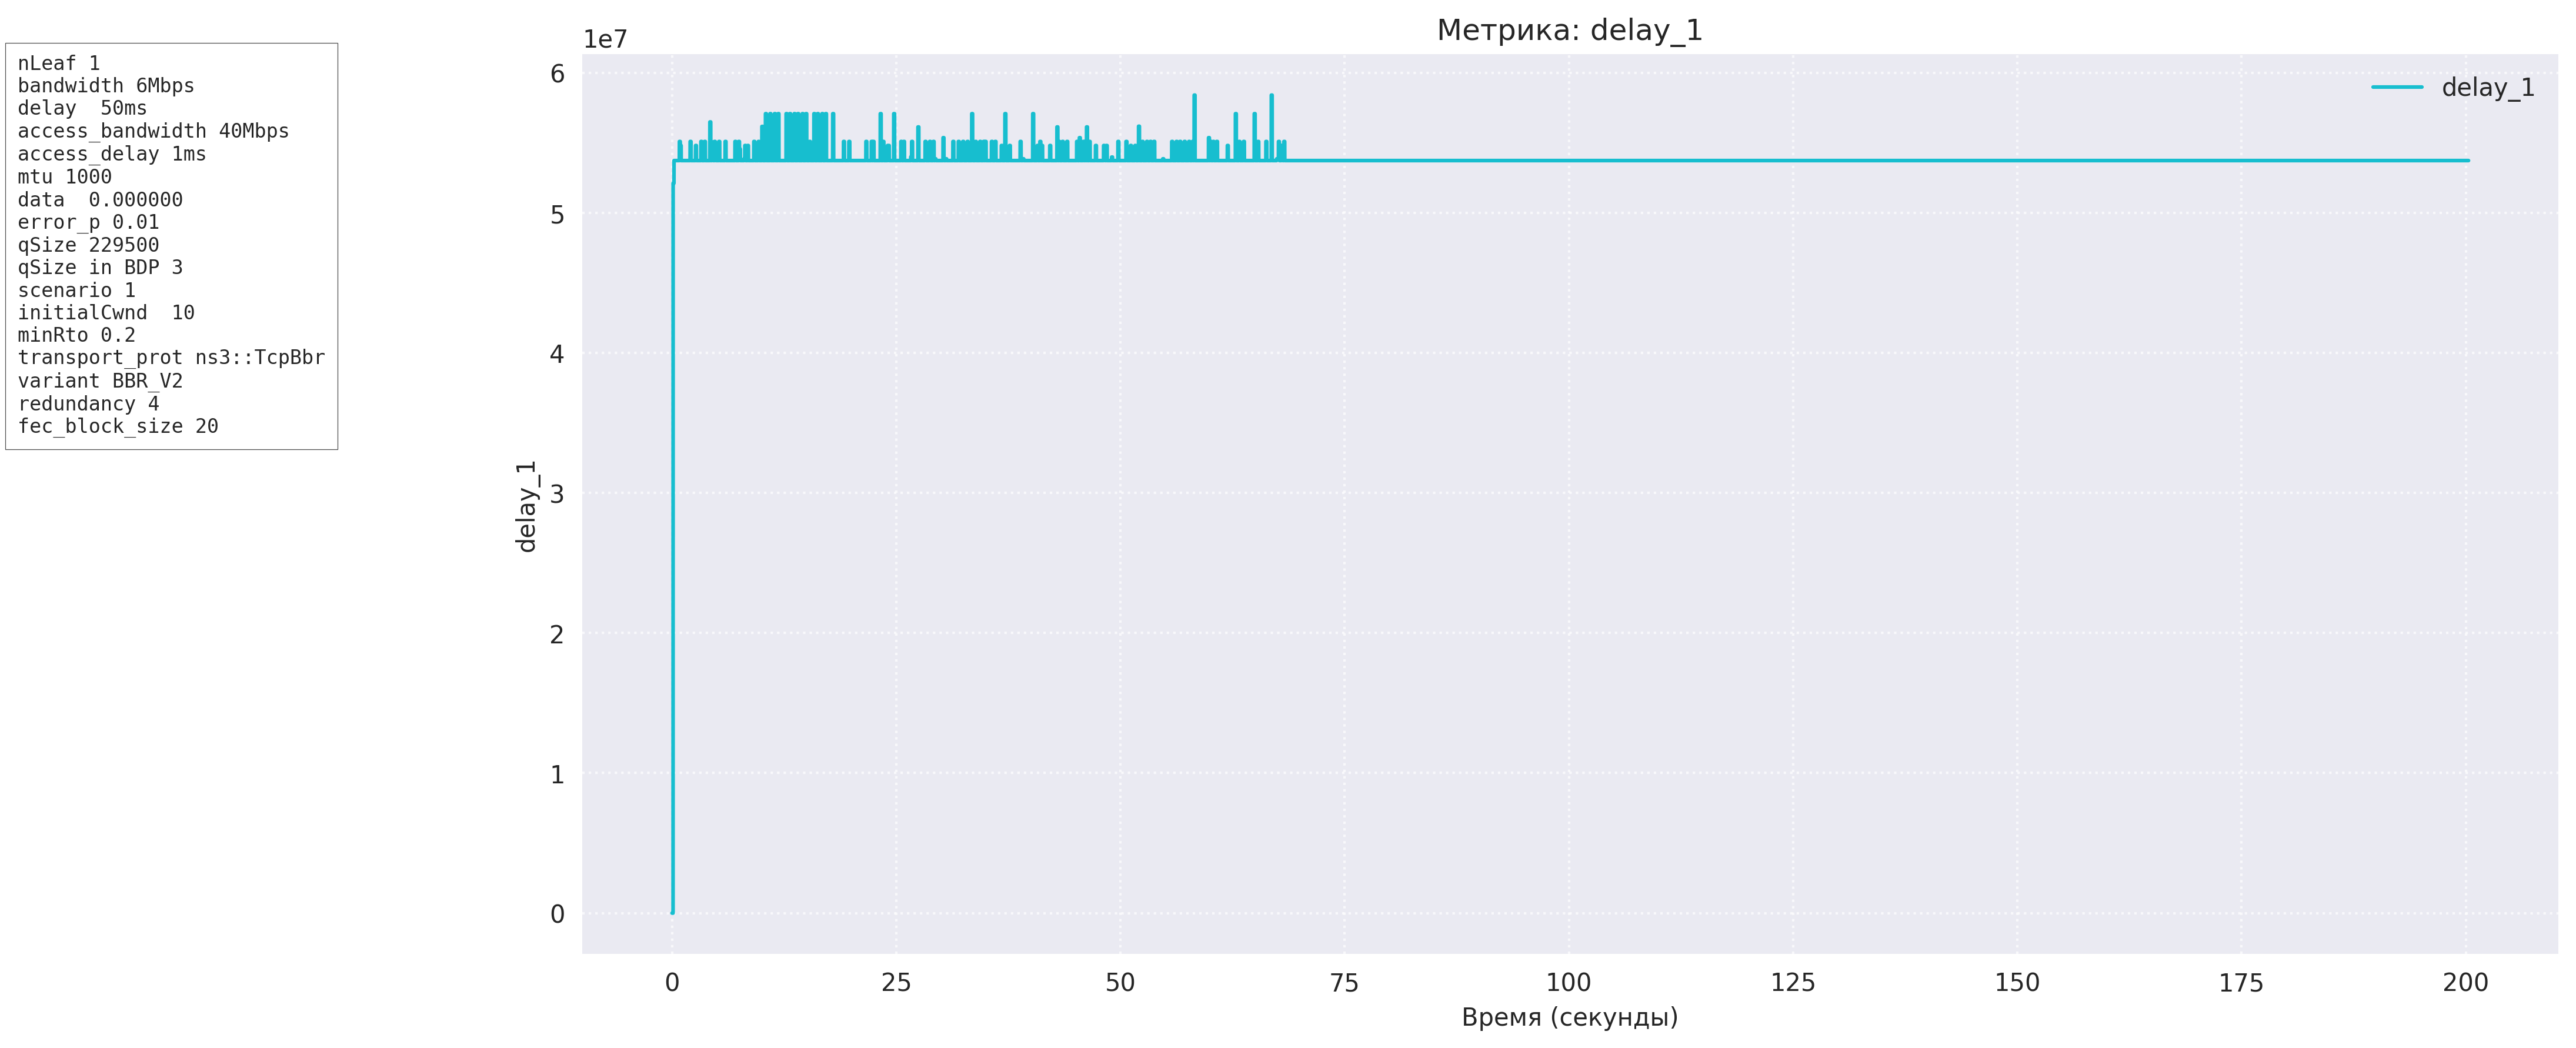 nLeaf 1
bandwidth 6Mbps
delay  50ms
access_bandwidth 40Mbps
access_delay 1ms
mtu 1000
data  0.000000
error_p 0.01
qSize 229500
qSize in BDP 3
scenario 1
initialCwnd  10
minRto 0.2
transport_prot ns3::TcpBbr
variant BBR_V2
redundancy 4
fec_block_size 20
Метрика: delay_1
1e7
delay_1
6
5
4
3
2
1
0
delay_1
0
25
50
75
100
125
150
175
200
Время (секунды)